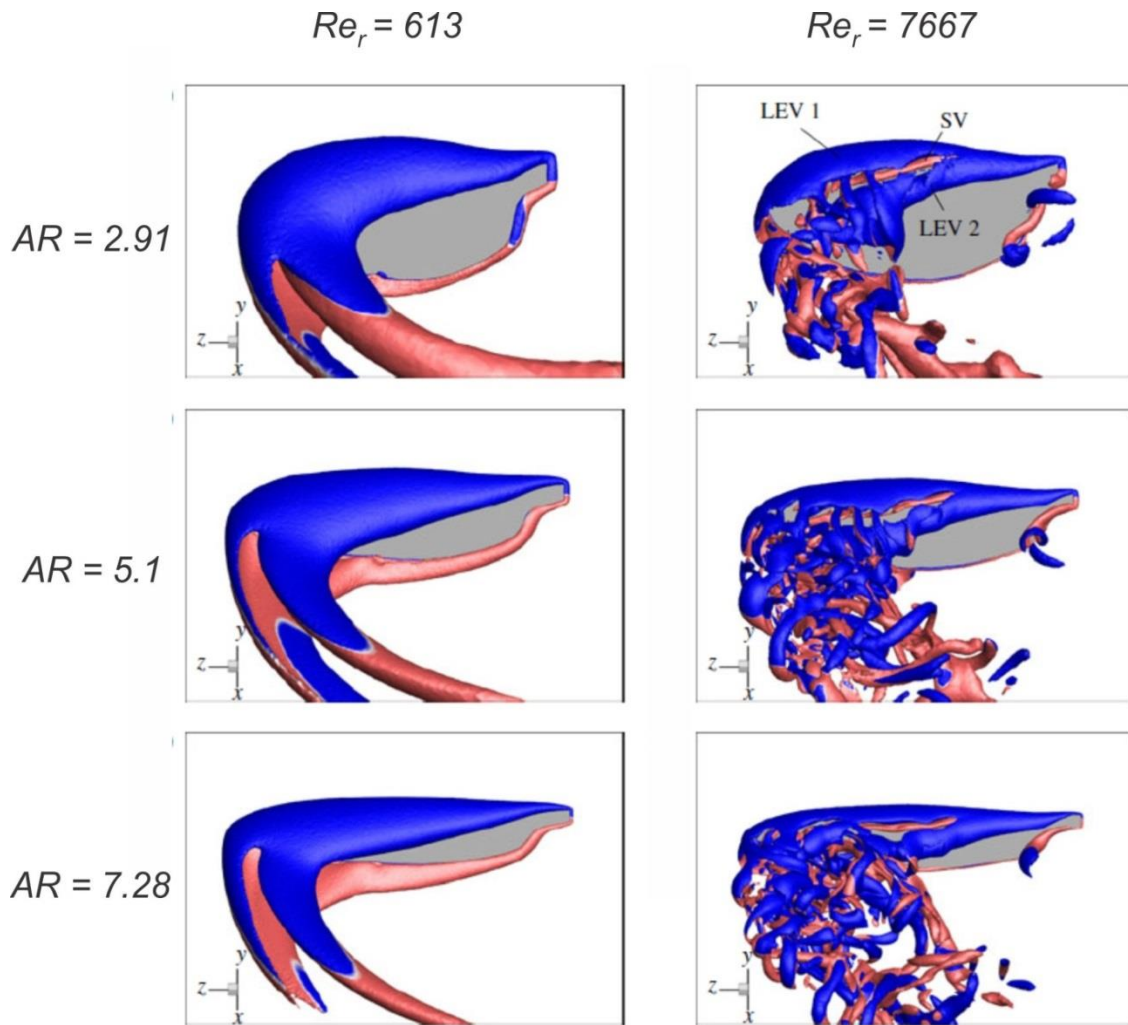 Re_r = 613
Re_r = 7667
AR = 2.91
y
z
x
LEV 1
SV
LEV 2
y
z
x
AR = 5.1
y
z
x
y
z
x
AR = 7.28
y
z
x
y
z
x